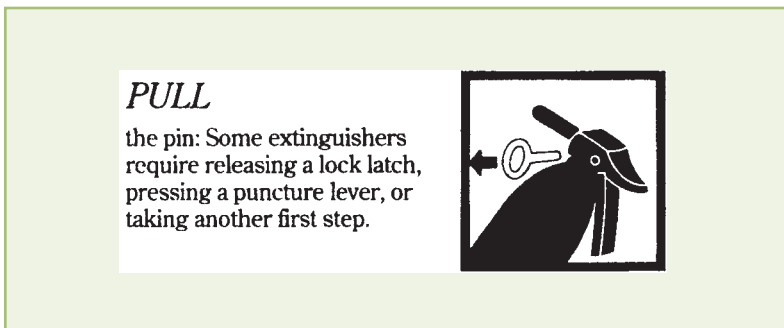 PULL
the pin: Some extinguishers
require releasing a lock latch,
pressing a puncture lever, or
taking another first step.